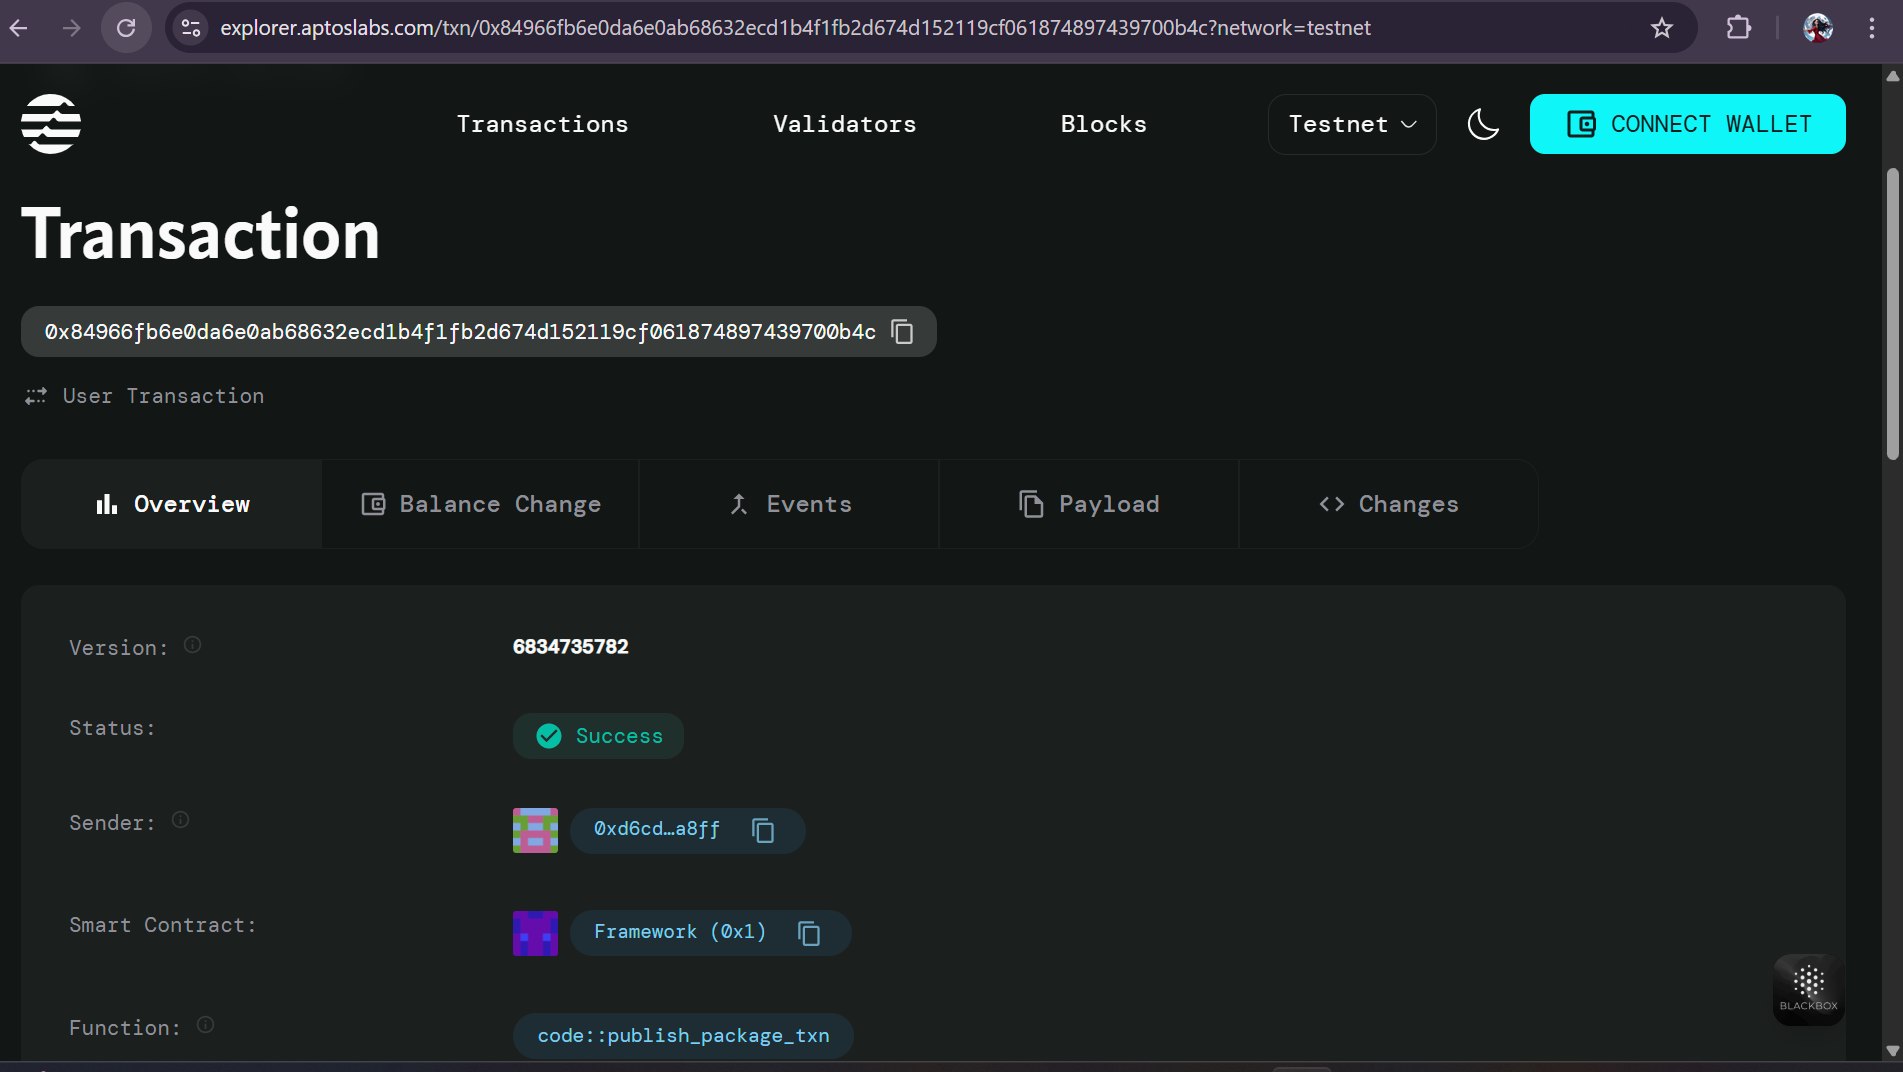 explorer.aptoslabs.com/txn/0x84966fb6e0da6e0ab68632ecd1b4f1fb2d674d152119cf061874897439700b4c?network=testnet
Transactions Validators Blocks Testnet CONNECT WALLET
Transaction
0x84966fb6e0da6e0ab68632ecd1b4f1fb2d674d152119cf061874897439700b4c
User Transaction
Overview Balance Change Events Payload Changes
Version: 6834735782
Status: Success
Sender: 0xd6cd…a8ff
Smart Contract: Framework (0x1)
BLACKBOX
Function: code::publish_package_txn